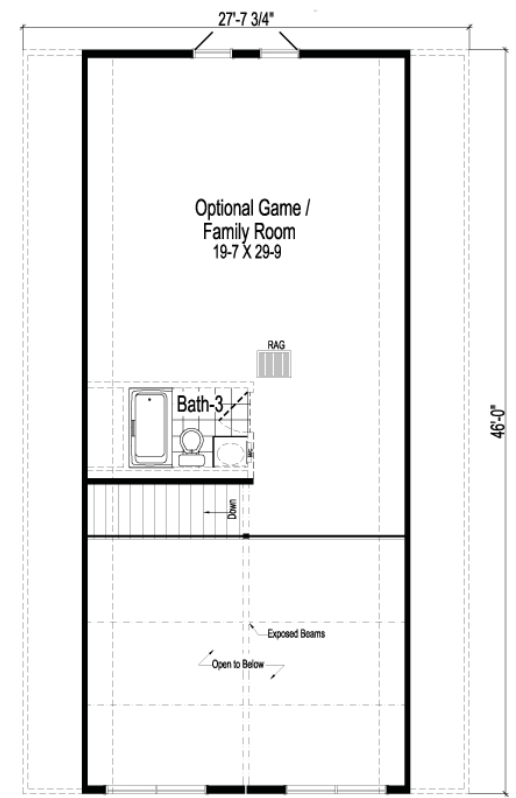 27'-7 3/4"
Optional Game /
Family Room
19-7 X 29-9
RAG
46'-0"
Bath-3
M/C
Down
Exposed Beams
Open to Below